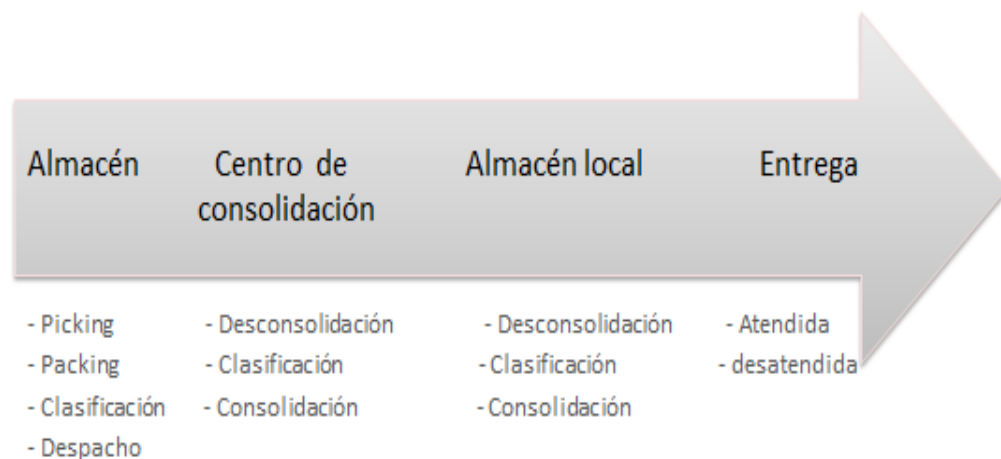 Almacén
Centro de
consolidación
Almacén local
Entrega
- Picking
- Packing
- Clasificación
- Despacho
- Desconsolidación
- Clasificación
- Consolidación
- Desconsolidación
- Clasificación
- Consolidación
- Atendida
- desatendida